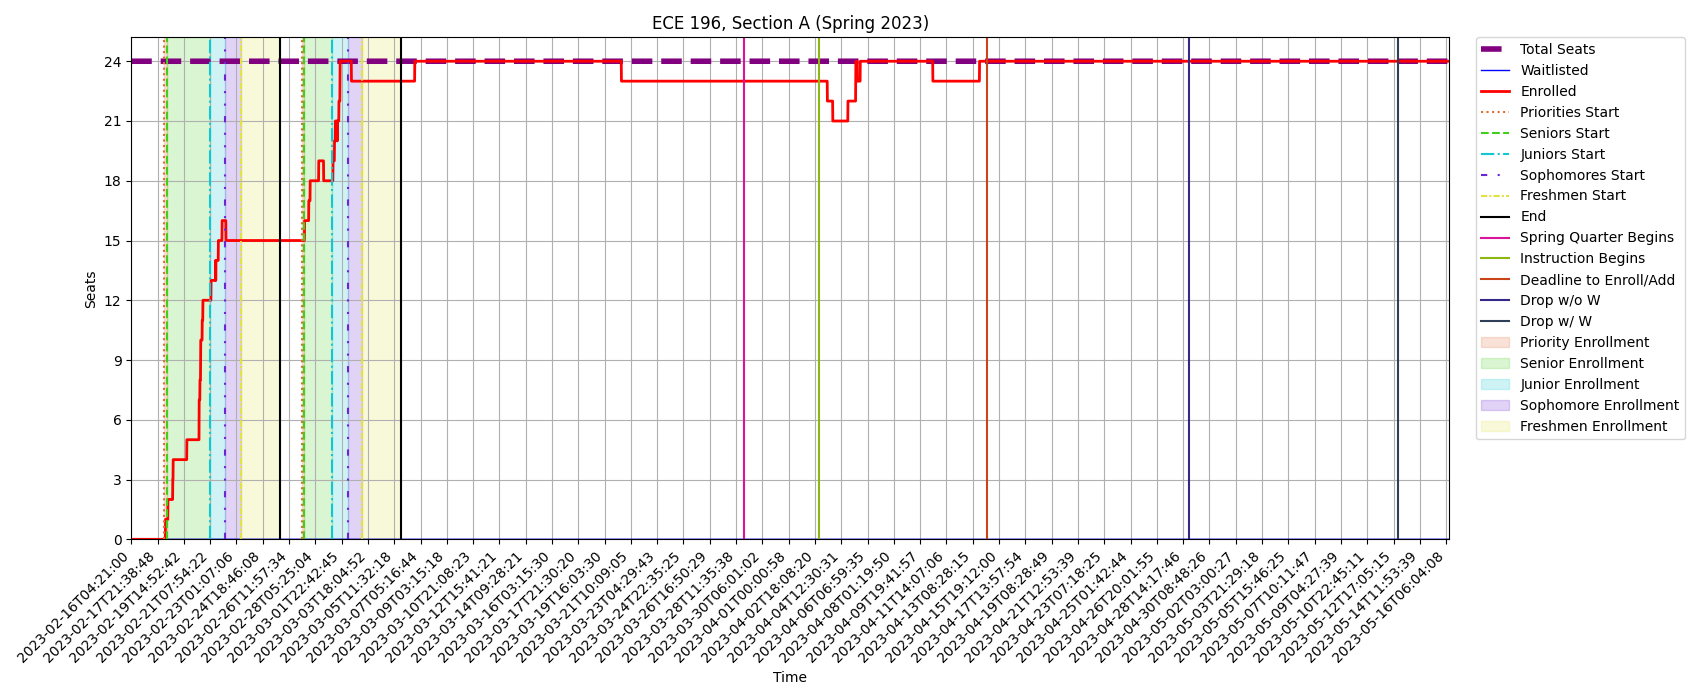 ECE 196, Section A (Spring 2023)
24
21
18
15
12
9
6
3
0
Seats
2023-02-16T04:21:00
2023-02-17T21:38:48
2023-02-19T14:52:42
2023-02-21T07:54:22
2023-02-23T01:07:06
2023-02-24T18:46:08
2023-02-26T11:57:34
2023-02-28T05:25:04
2023-03-01T22:42:45
2023-03-03T18:04:52
2023-03-05T11:32:18
2023-03-07T05:16:44
2023-03-09T03:15:18
2023-03-10T21:08:23
2023-03-12T15:41:21
2023-03-14T09:28:21
2023-03-16T03:15:30
2023-03-17T21:30:20
2023-03-19T16:03:30
2023-03-21T10:09:05
2023-03-23T04:29:43
2023-03-24T22:35:25
2023-03-26T16:50:29
2023-03-28T11:35:38
2023-03-30T06:01:02
2023-04-01T00:00:58
2023-04-02T18:08:20
2023-04-04T12:30:31
2023-04-06T06:59:35
2023-04-08T01:19:50
2023-04-09T19:41:57
2023-04-11T14:07:06
2023-04-13T08:28:15
2023-04-15T19:12:00
2023-04-17T13:57:54
2023-04-19T08:28:49
2023-04-21T12:53:39
2023-04-23T07:18:25
2023-04-25T01:42:44
2023-04-26T20:01:55
2023-04-28T14:17:46
2023-04-30T08:48:26
2023-05-02T03:00:27
2023-05-03T21:29:18
2023-05-05T15:46:25
2023-05-07T10:11:47
2023-05-09T04:27:39
2023-05-10T22:45:11
2023-05-12T17:05:15
2023-05-14T11:53:39
2023-05-16T06:04:08
Time
Total Seats
Waitlisted
Enrolled
Priorities Start
Seniors Start
Juniors Start
Sophomores Start
Freshmen Start
End
Spring Quarter Begins
Instruction Begins
Deadline to Enroll/Add
Drop w/o W
Drop w/ W
Priority Enrollment
Senior Enrollment
Junior Enrollment
Sophomore Enrollment
Freshmen Enrollment